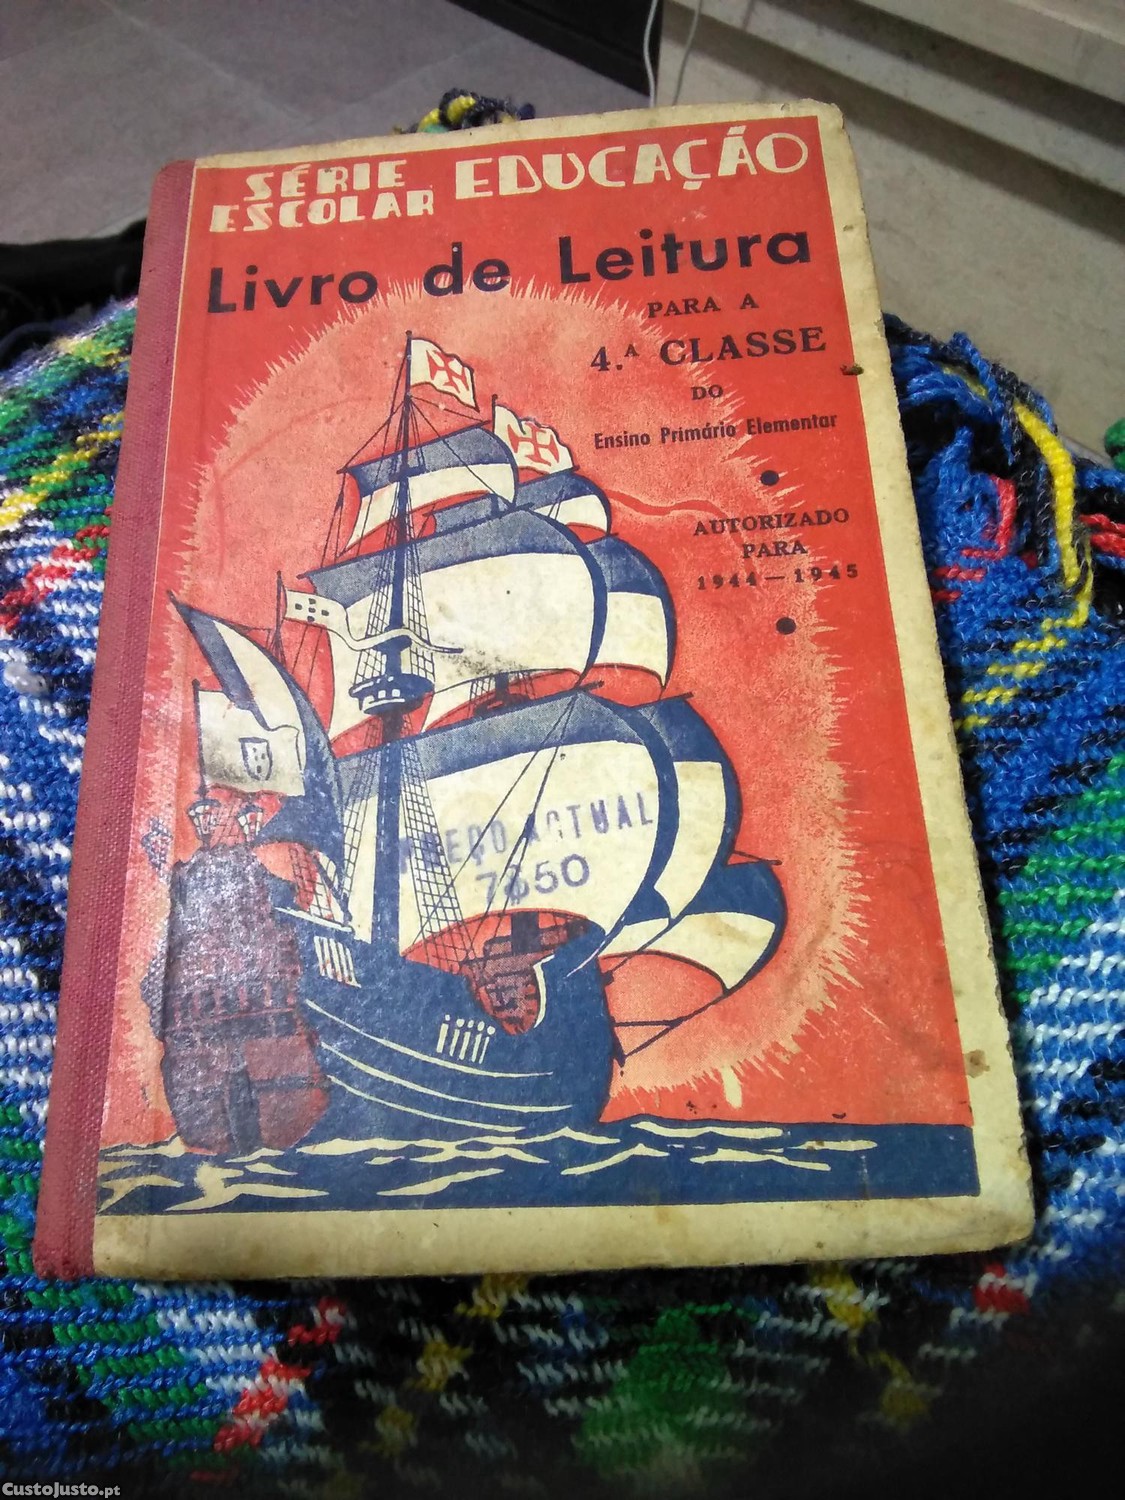 SÉRIE
ESCOLAR
EDUCAÇÃO
Livro de Leitura
PARA A
4.ª CLASSE
DO
Ensino Primário Elementar
AUTORIZADO
PARA
1944-1945
PREÇO ACTUAL
7$50
CustoJusto.pt